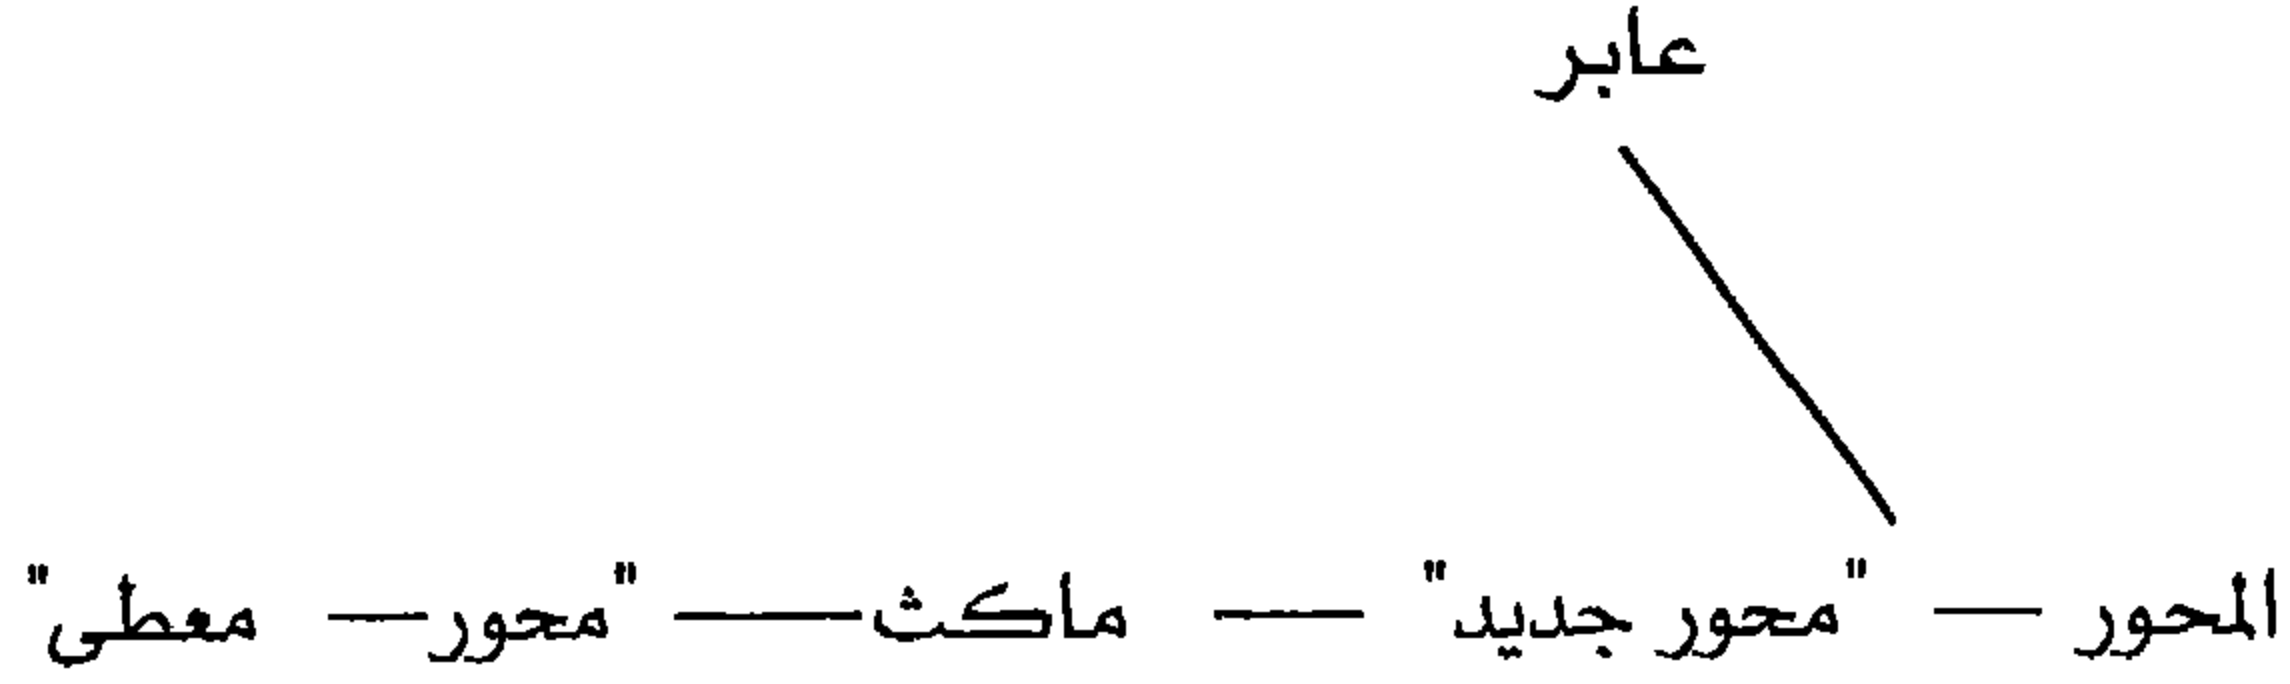 عابر
المحور — "محور جديد" — ماكث — "محور — معطى"